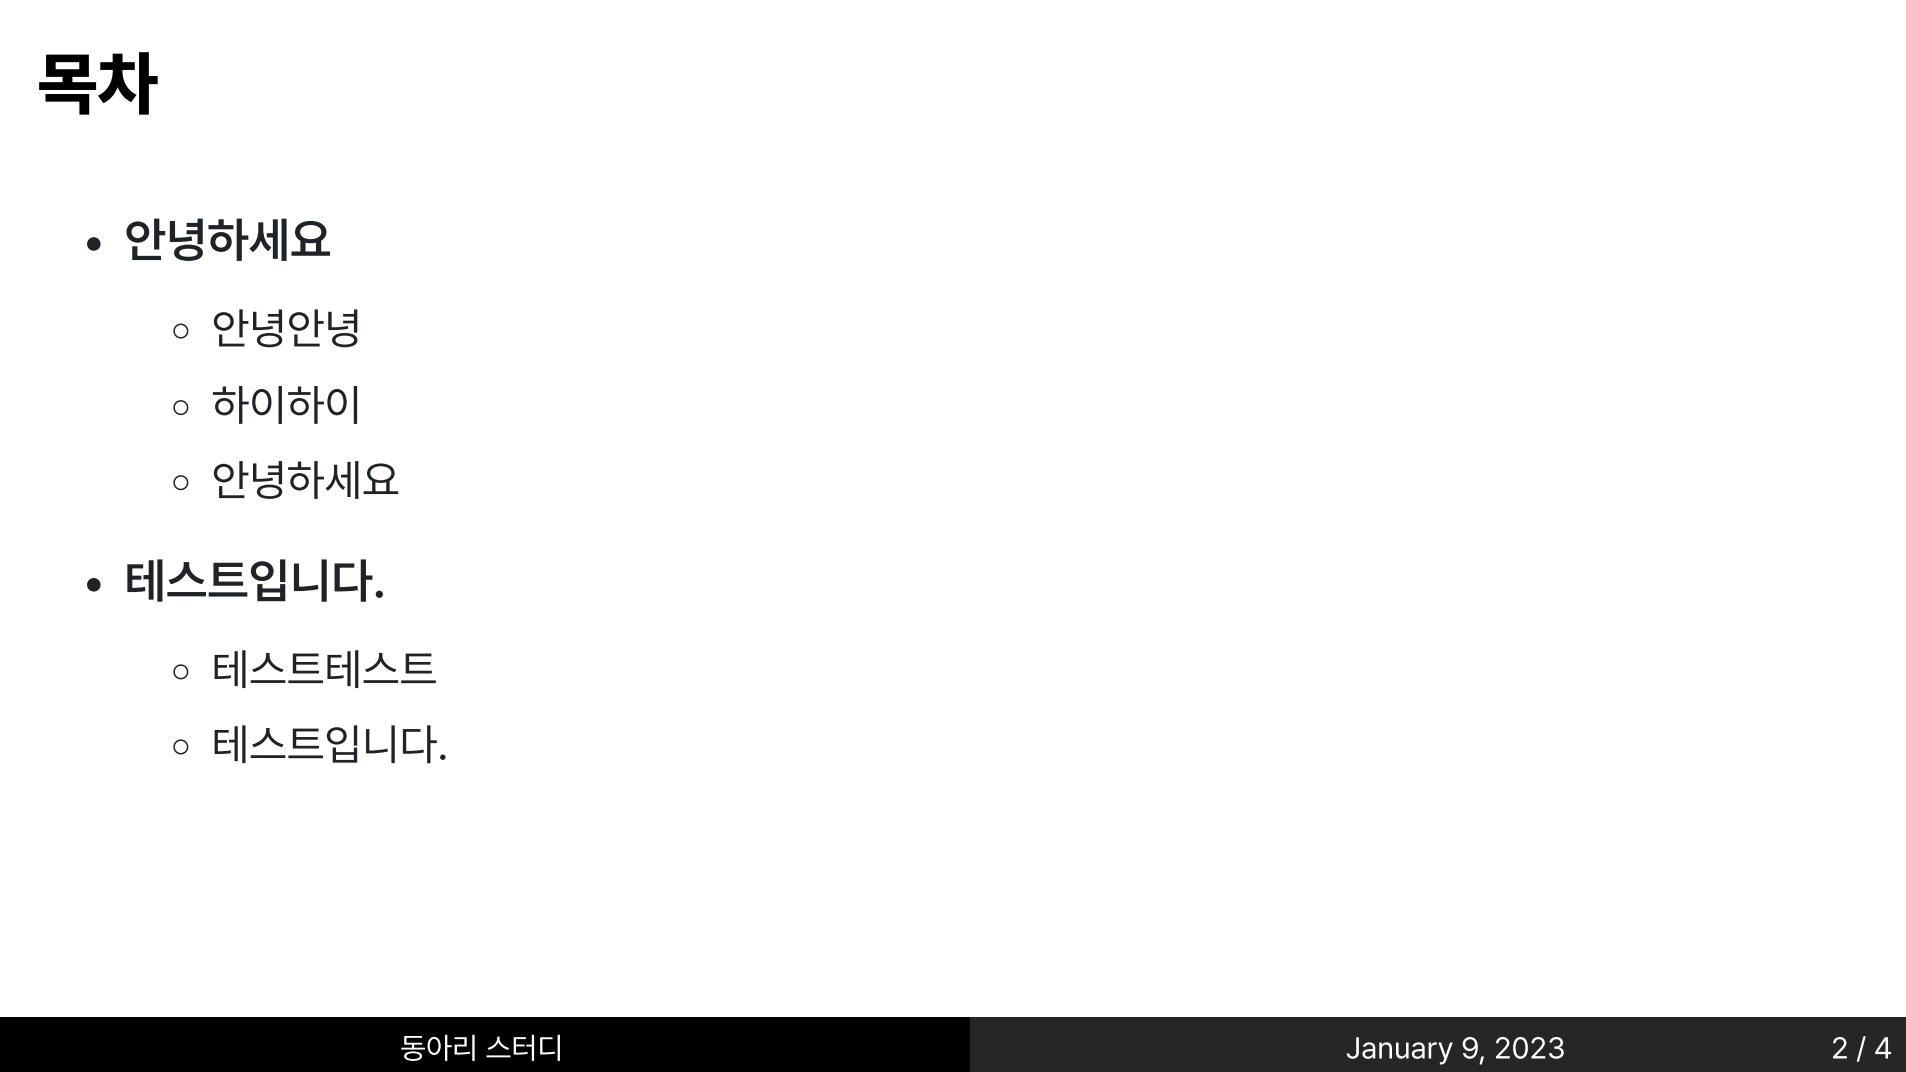 목차
안녕하세요
안녕안녕
하이하이
안녕하세요
테스트입니다.
테스트테스트
테스트입니다.
동아리 스터디
January 9, 2023
2 / 4